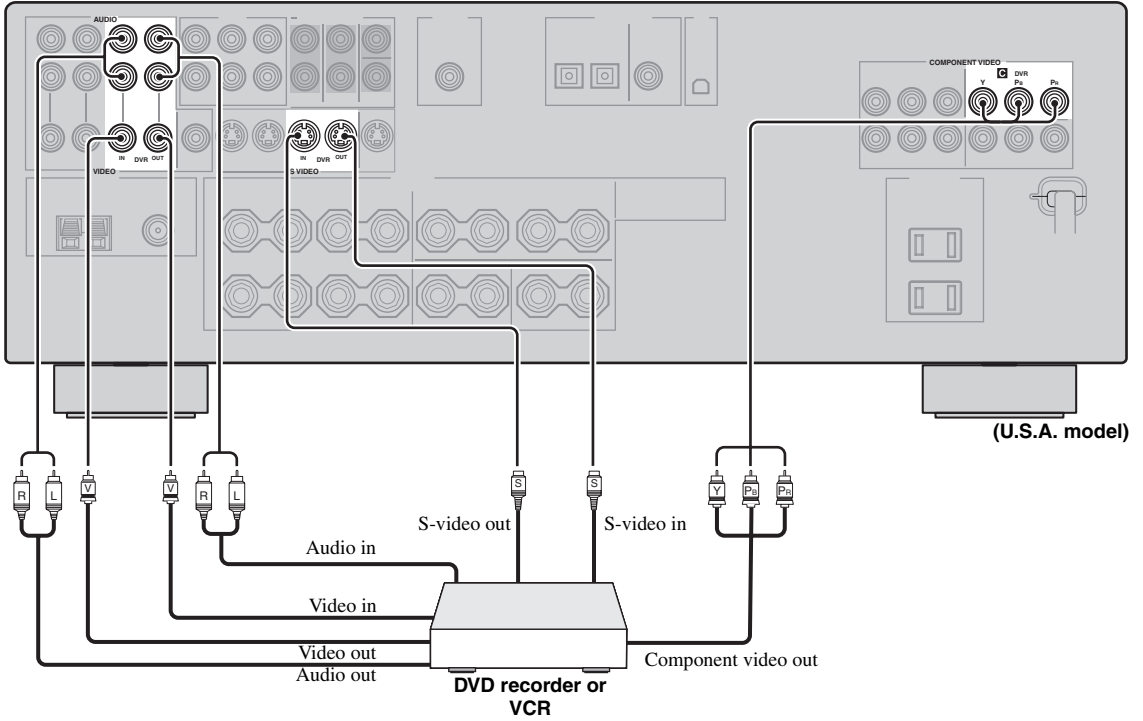 AUDIO
COMPONENT VIDEO
C DVR
Y PB PR
IN DVR OUT
VIDEO
IN DVR OUT
S VIDEO
(U.S.A. model)
R L V V R L S S Y PB PR
S-video out
S-video in
Audio in
Video in
Video out
Audio out
Component video out
DVD recorder or
VCR